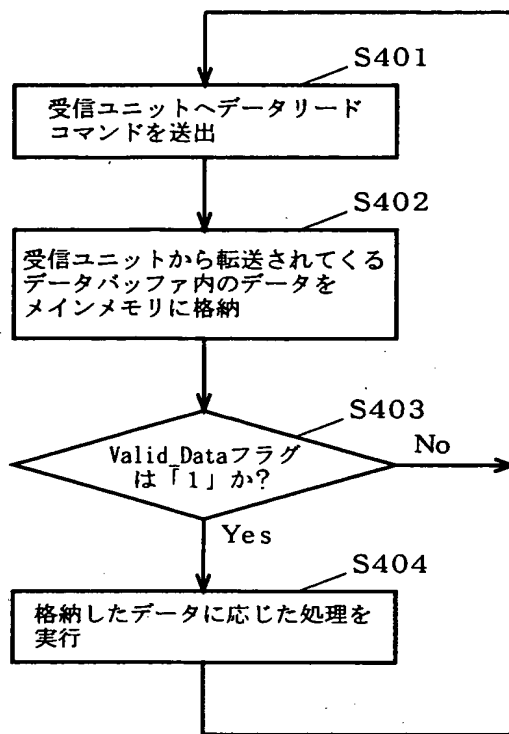 S401
受信ユニットへデータリード
コマンドを送出
S402
受信ユニットから転送されてくる
データバッファ内のデータを
メインメモリに格納
S403
Valid_Dataフラグ
は「1」か?
No
Yes
S404
格納したデータに応じた処理を
実行